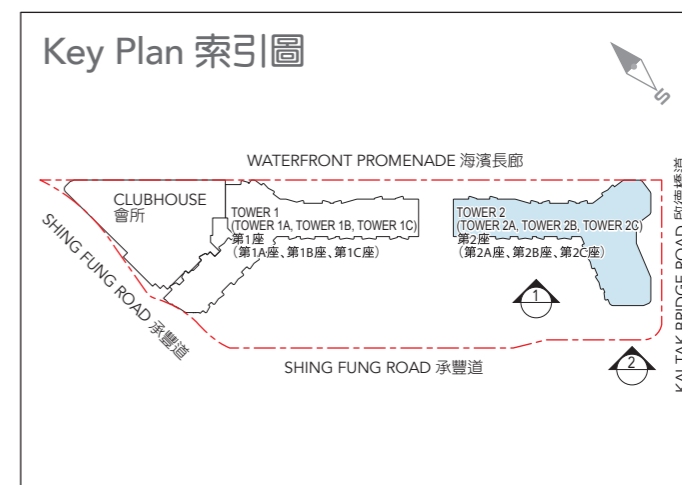 Key Plan 索引圖
S
WATERFRONT PROMENADE 海濱長廊
CLUBHOUSE
會所
TOWER 1
(TOWER 1A, TOWER 1B, TOWER 1C)
第1座
（第1A座、第1B座、第1C座）
TOWER 2
(TOWER 2A, TOWER 2B, TOWER 2C)
第2座
（第2A座、第2B座、第2C座）
SHING FUNG ROAD 承豐道
1
2
SHING FUNG ROAD 承豐道
KAI TAK BRIDGE ROAD 啟德橋道